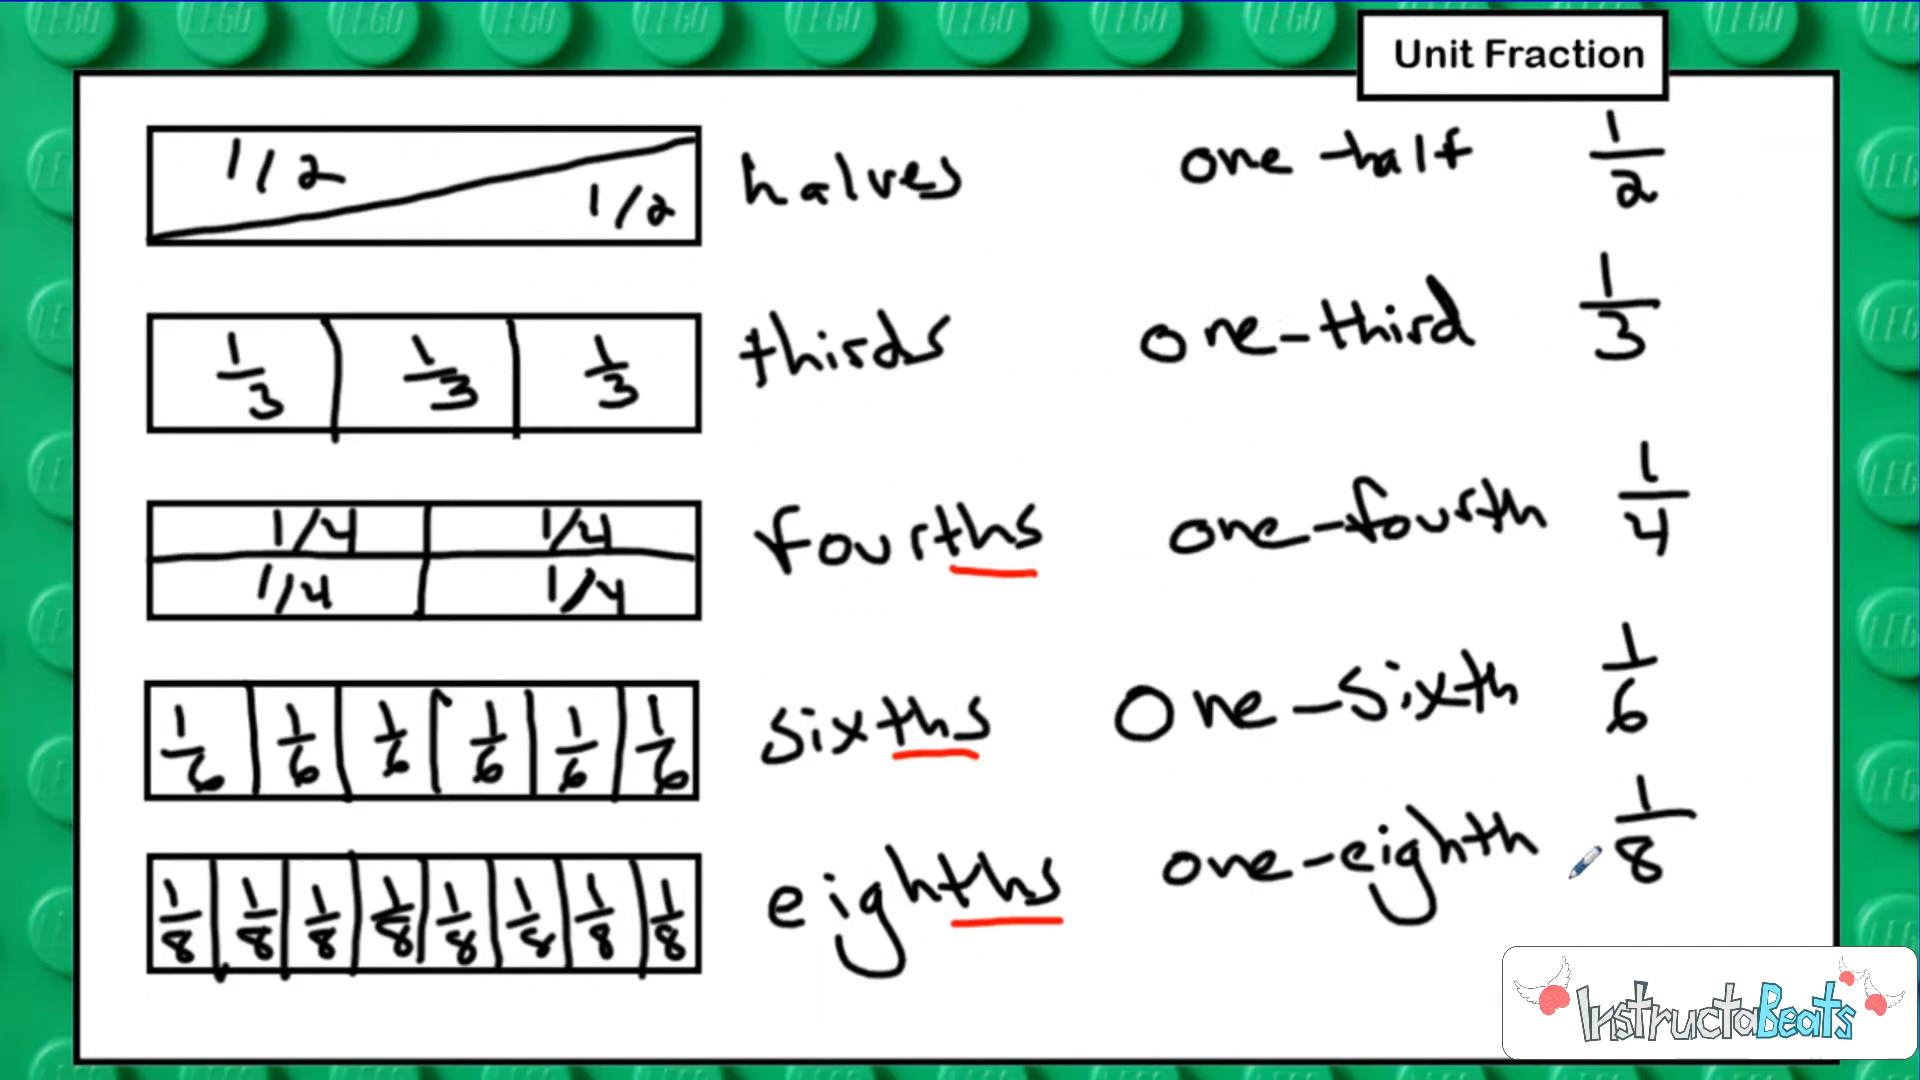 Unit Fraction
1/2 1/2 halves one-half 1/2
1/3 1/3 1/3 thirds one-third 1/3
1/4 1/4
1/4 1/4 fourths one-fourth 1/4
1/6 1/6 1/6 1/6 1/6 1/6 sixths One-sixth 1/6
1/8 1/8 1/8 1/8 1/8 1/8 1/8 1/8 eighths one-eighth 1/8
InstructaBeats